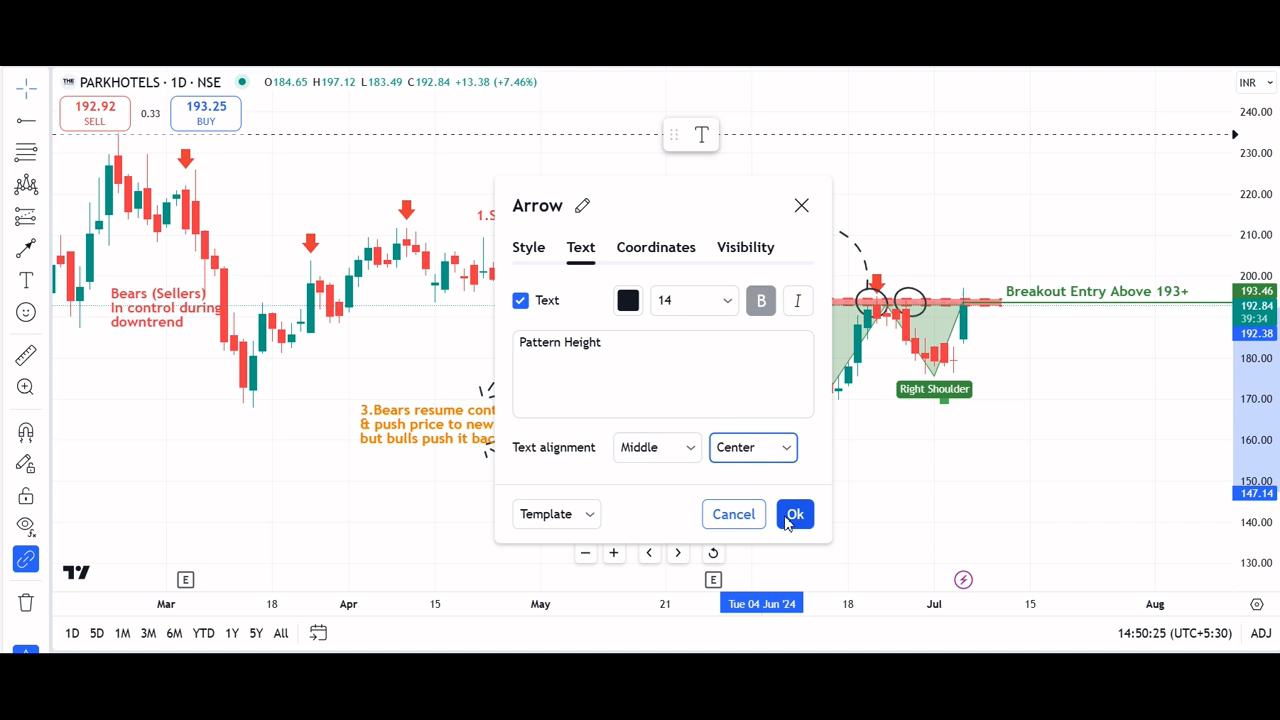 THE PARKHOTELS · 1D · NSE O184.65 H197.12 L183.49 C192.84 +13.38 (+7.46%)
INR
192.92
SELL
0.33
193.25
BUY
240.00
230.00
220.00
210.00
200.00
193.46
192.84
39:34
192.38
180.00
170.00
160.00
150.00
147.14
140.00
130.00
T
1.S
Bears (Sellers)
In control during
downtrend
3.Bears resume cont
& push price to new
but bulls push it bac
Arrow
Style Text Coordinates Visibility
Text 14 B I
Pattern Height
Text alignment Middle Center
Template Cancel Ok
Breakout Entry Above 193+
Right Shoulder
E E
Mar 18 Apr 15 May 21 Tue 04 Jun '24 18 Jul 15 Aug
1D 5D 1M 3M 6M YTD 1Y 5Y All 14:50:25 (UTC+5:30) ADJ